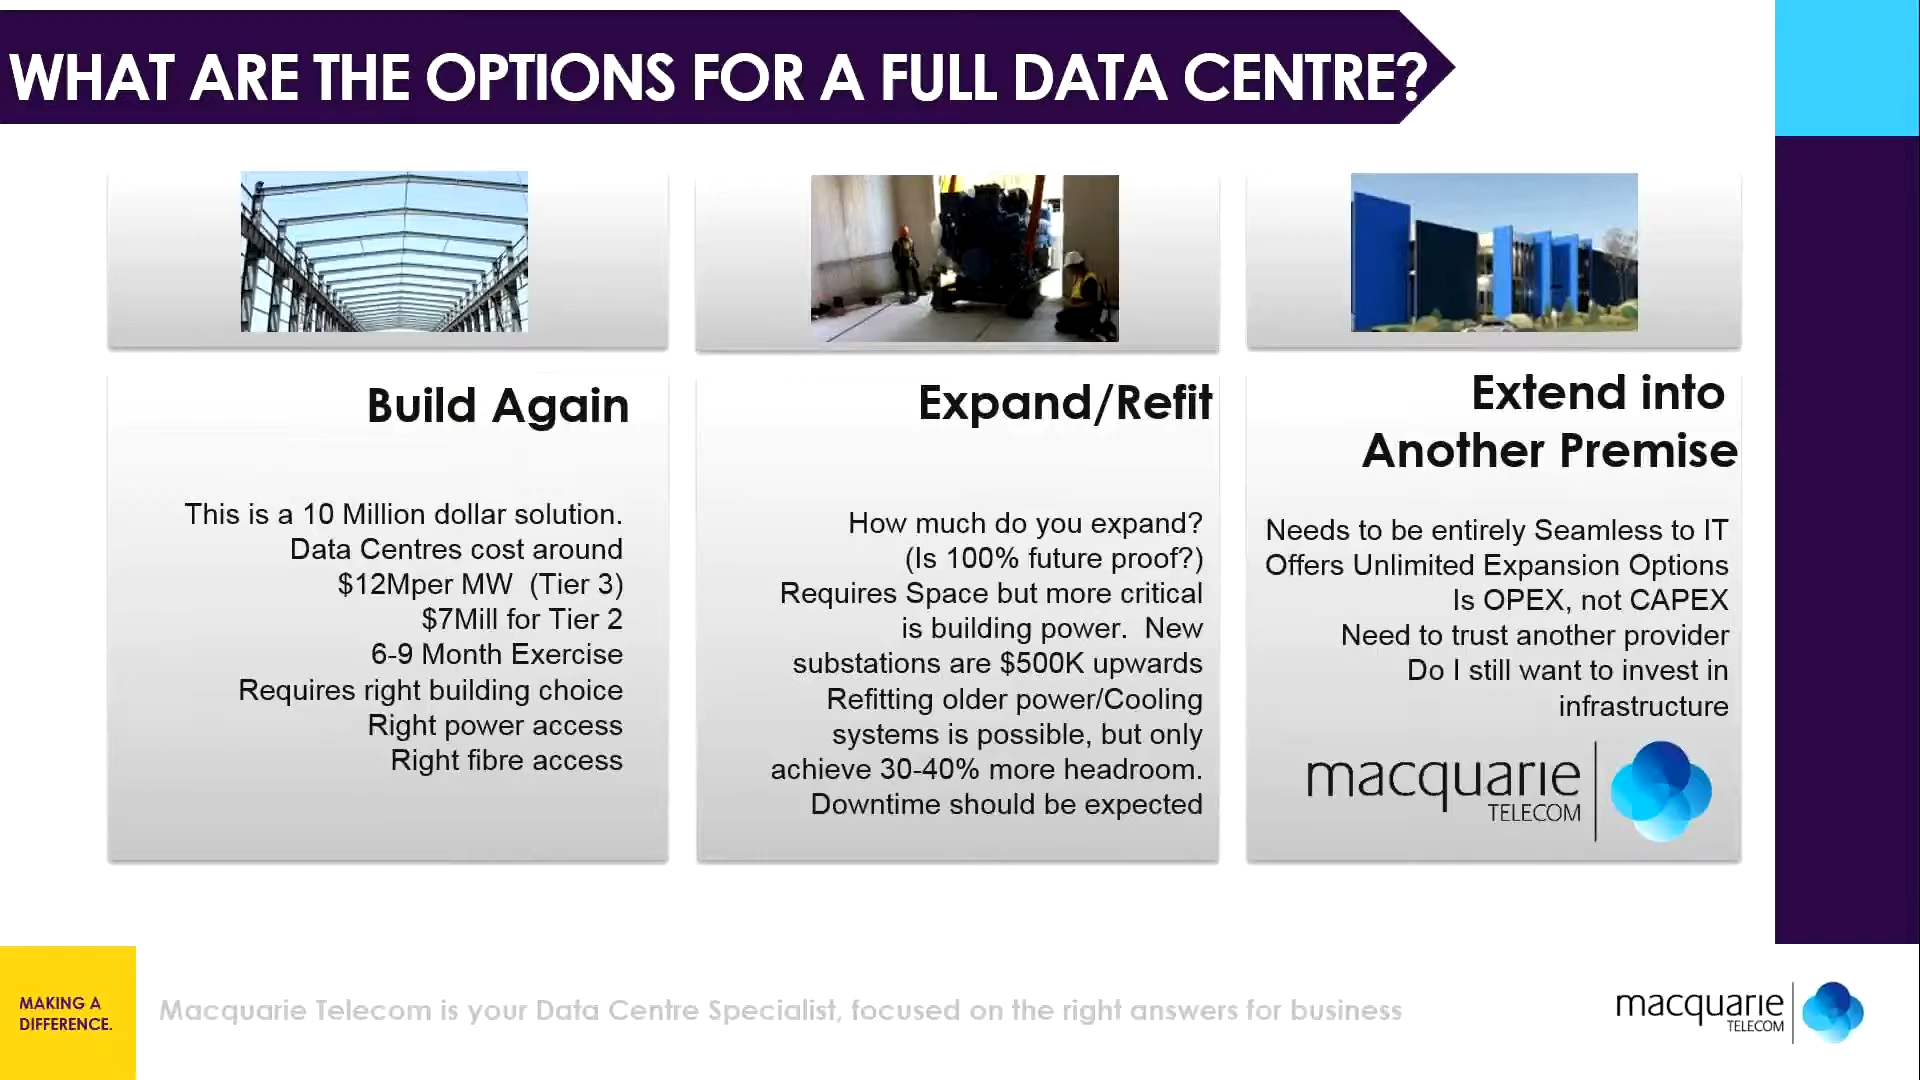 WHAT ARE THE OPTIONS FOR A FULL DATA CENTRE?
Build Again
This is a 10 Million dollar solution.
Data Centres cost around
$12Mper MW (Tier 3)
$7Mill for Tier 2
6-9 Month Exercise
Requires right building choice
Right power access
Right fibre access
Expand/Refit
How much do you expand?
(Is 100% future proof?)
Requires Space but more critical
is building power. New
substations are $500K upwards
Refitting older power/Cooling
systems is possible, but only
achieve 30-40% more headroom.
Downtime should be expected
Extend into
Another Premise
Needs to be entirely Seamless to IT
Offers Unlimited Expansion Options
Is OPEX, not CAPEX
Need to trust another provider
Do I still want to invest in
infrastructure
macquarie
TELECOM
MAKING A
DIFFERENCE.
Macquarie Telecom is your Data Centre Specialist, focused on the right answers for business
macquarie
TELECOM